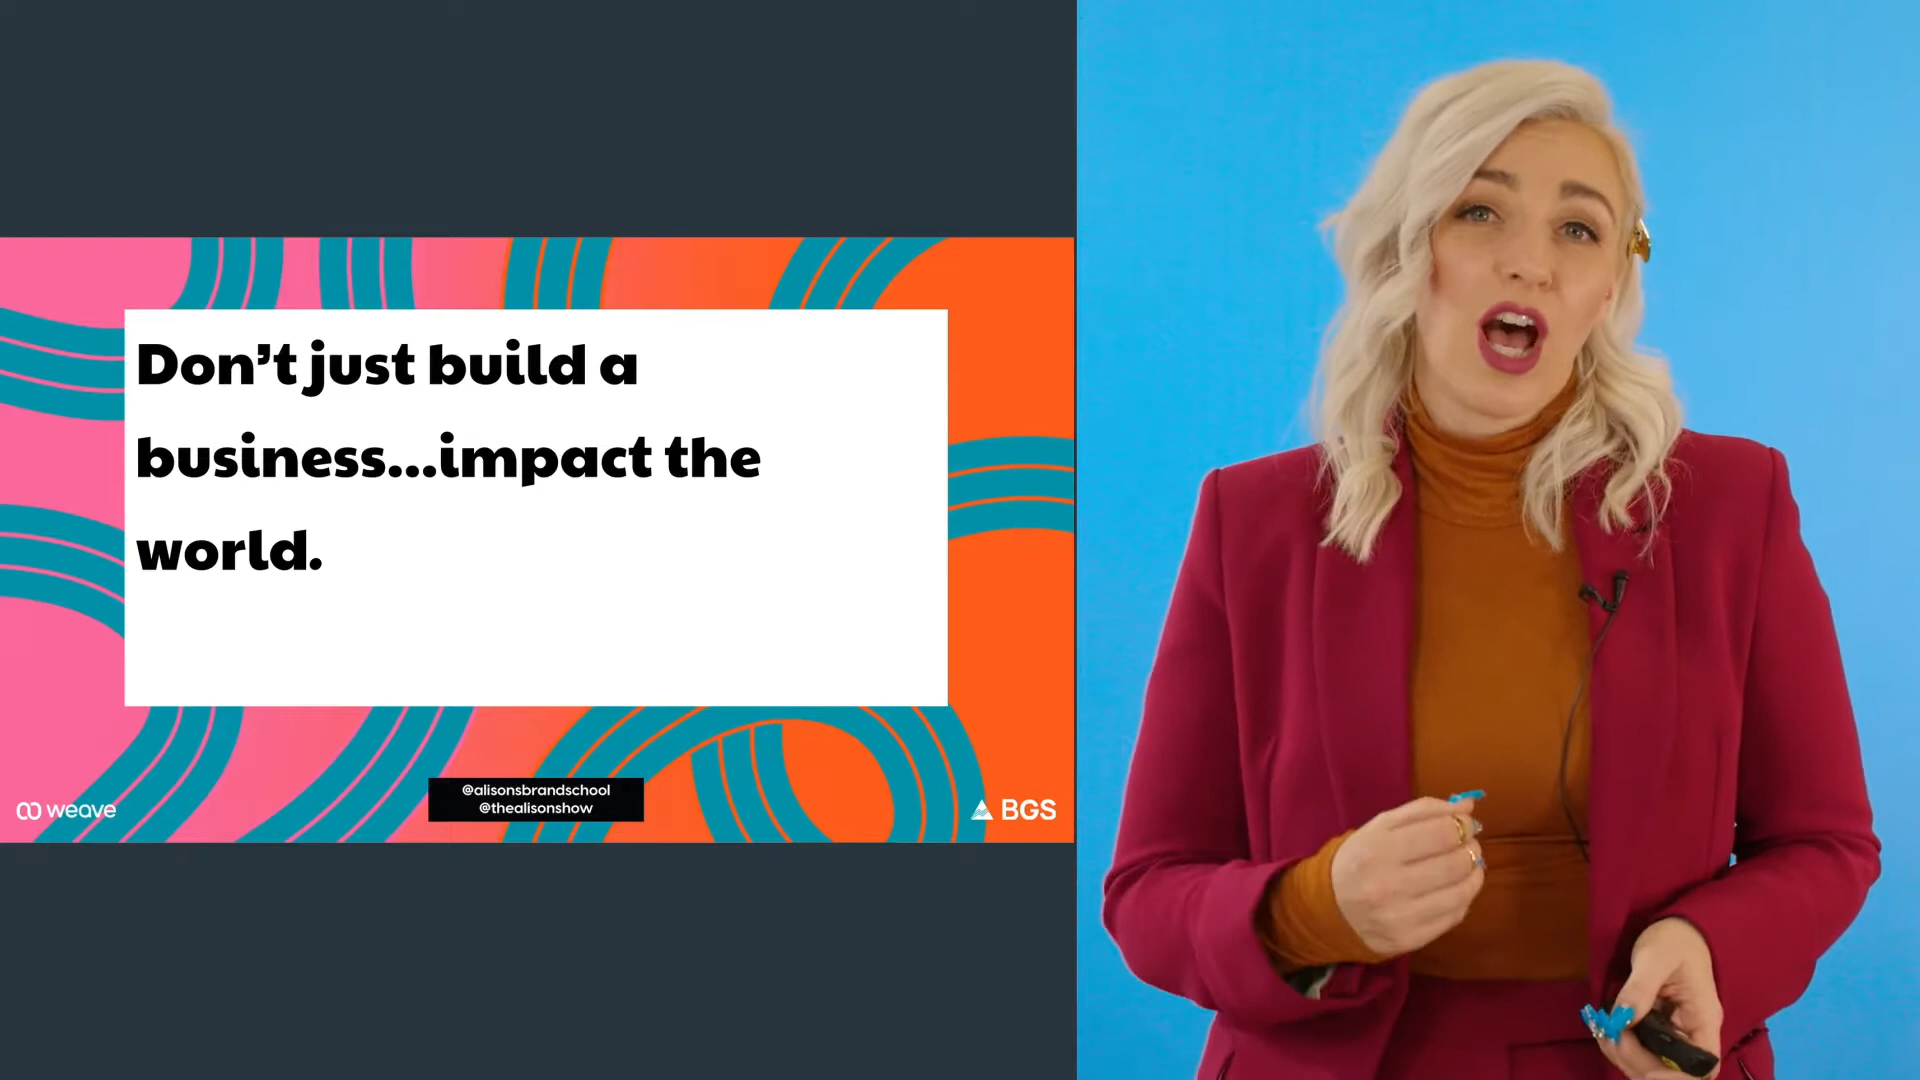 Don’t just build a
business...impact the
world.
@alisonsbrandschool
@thealisonshow
weave
BGS